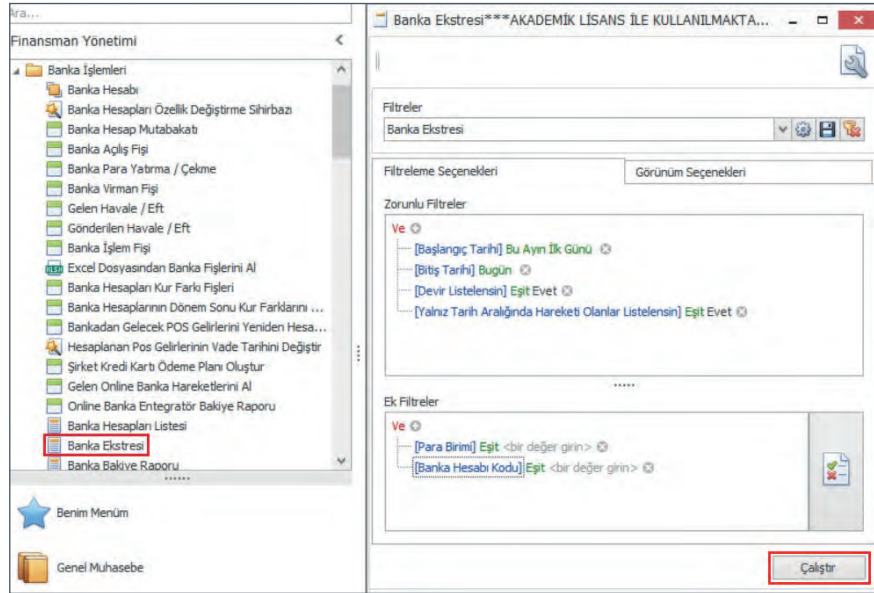 Ara...
Finansman Yönetimi
Banka İşlemleri
Banka Hesabı
Banka Hesapları Özellik Değiştirme Sihirbazı
Banka Hesap Mutabakatı
Banka Açılış Fişi
Banka Para Yatırma / Çekme
Banka Virman Fişi
Gelen Havale / Eft
Gönderilen Havale / Eft
Banka İşlem Fişi
Excel Dosyasından Banka Fişlerini Al
Banka Hesapları Kur Farkı Fişleri
Banka Hesaplarının Dönem Sonu Kur Farklarını ...
Bankadan Gelecek POS Gelirlerini Yeniden Hesa...
Hesaplanan Pos Gelirlerinin Vade Tarihini Değiştir
Şirket Kredi Kartı Ödeme Planı Oluştur
Gelen Online Banka Hareketlerini Al
Online Banka Entegratör Bakiye Raporu
Banka Hesapları Listesi
Banka Ekstresi
Banka Bakiye Raporu
Benim Menüm
Genel Muhasebe
Banka Ekstresi***AKADEMİK LİSANS İLE KULLANILMAKTA...
Filtreler
Banka Ekstresi
Filtreleme Seçenekleri
Görünüm Seçenekleri
Zorunlu Filtreler
Ve
[Başlangıç Tarihi] Bu Ayın İlk Günü
[Bitiş Tarihi] Bugün
[Devir Listelensin] Eşit Evet
[Yalnız Tarih Aralığında Hareketi Olanlar Listelensin] Eşit Evet
Ek Filtreler
Ve
[Para Birimi] Eşit <bir değer girin>
[Banka Hesabı Kodu] Eşit <bir değer girin>
Çalıştır